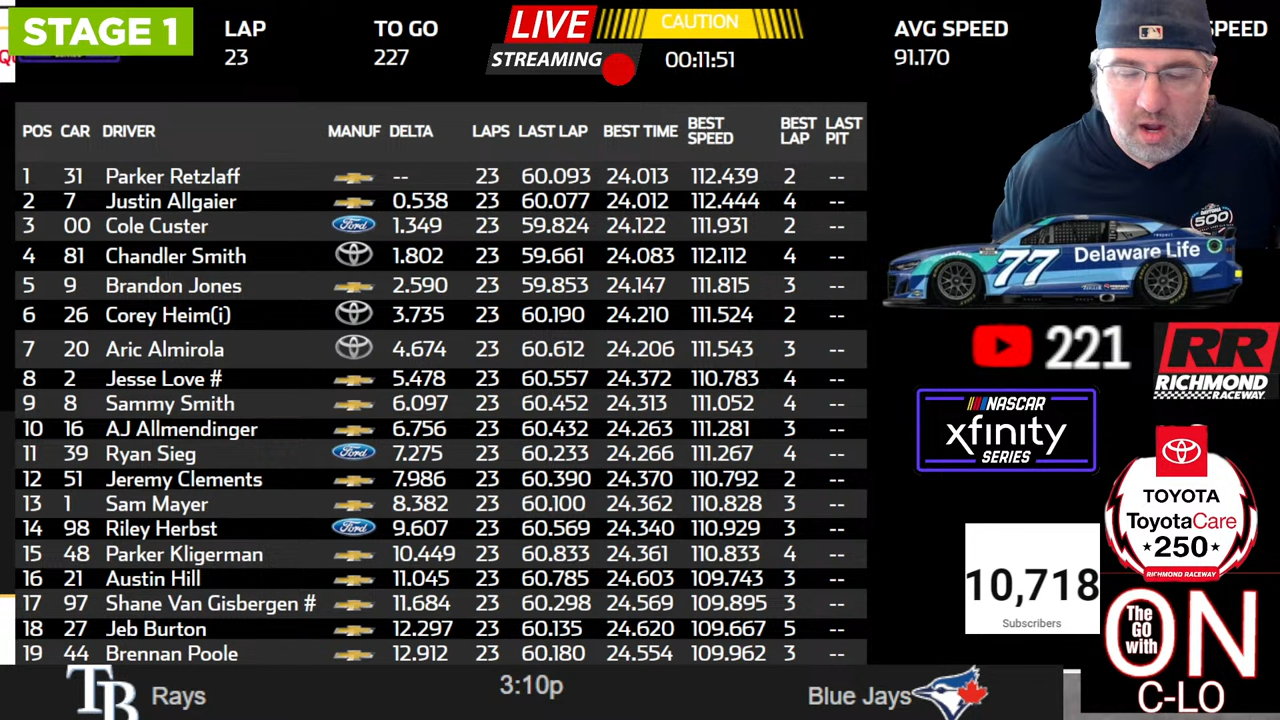 STAGE 1
LAP
23
TO GO
227
LIVE
STREAMING
CAUTION
00:11:51
AVG SPEED
91.170
SPEED
POS CAR DRIVER MANUF DELTA LAPS LAST LAP BEST TIME BEST SPEED BEST LAP LAST PIT
1 31 Parker Retzlaff -- 23 60.093 24.013 112.439 2 --
2 7 Justin Allgaier 0.538 23 60.077 24.012 112.444 4 --
3 00 Cole Custer Ford 1.349 23 59.824 24.122 111.931 2 --
4 81 Chandler Smith 1.802 23 59.661 24.083 112.112 4 --
5 9 Brandon Jones 2.590 23 59.853 24.147 111.815 3 --
6 26 Corey Heim(i) 3.735 23 60.190 24.210 111.524 2 --
7 20 Aric Almirola 4.674 23 60.612 24.206 111.543 3 --
8 2 Jesse Love # 5.478 23 60.557 24.372 110.783 4 --
9 8 Sammy Smith 6.097 23 60.452 24.313 111.052 4 --
10 16 AJ Allmendinger 6.756 23 60.432 24.263 111.281 3 --
11 39 Ryan Sieg Ford 7.275 23 60.233 24.266 111.267 4 --
12 51 Jeremy Clements 7.986 23 60.390 24.370 110.792 2 --
13 1 Sam Mayer 8.382 23 60.100 24.362 110.828 3 --
14 98 Riley Herbst Ford 9.607 23 60.569 24.340 110.929 3 --
15 48 Parker Kligerman 10.449 23 60.833 24.361 110.833 4 --
16 21 Austin Hill 11.045 23 60.785 24.603 109.743 3 --
17 97 Shane Van Gisbergen # 11.684 23 60.298 24.569 109.895 3 --
18 27 Jeb Burton 12.297 23 60.135 24.620 109.667 5 --
19 44 Brennan Poole 12.912 23 60.180 24.554 109.962 3 --
DAYTONA
500
77 Delaware Life
221
RR
RICHMOND
RACEWAY
NASCAR
xfinity
SERIES
TOYOTA
ToyotaCare
250
RICHMOND RACEWAY
10,718
Subscribers
The GO with ON
C-LO
TB Rays
3:10p
Blue Jays